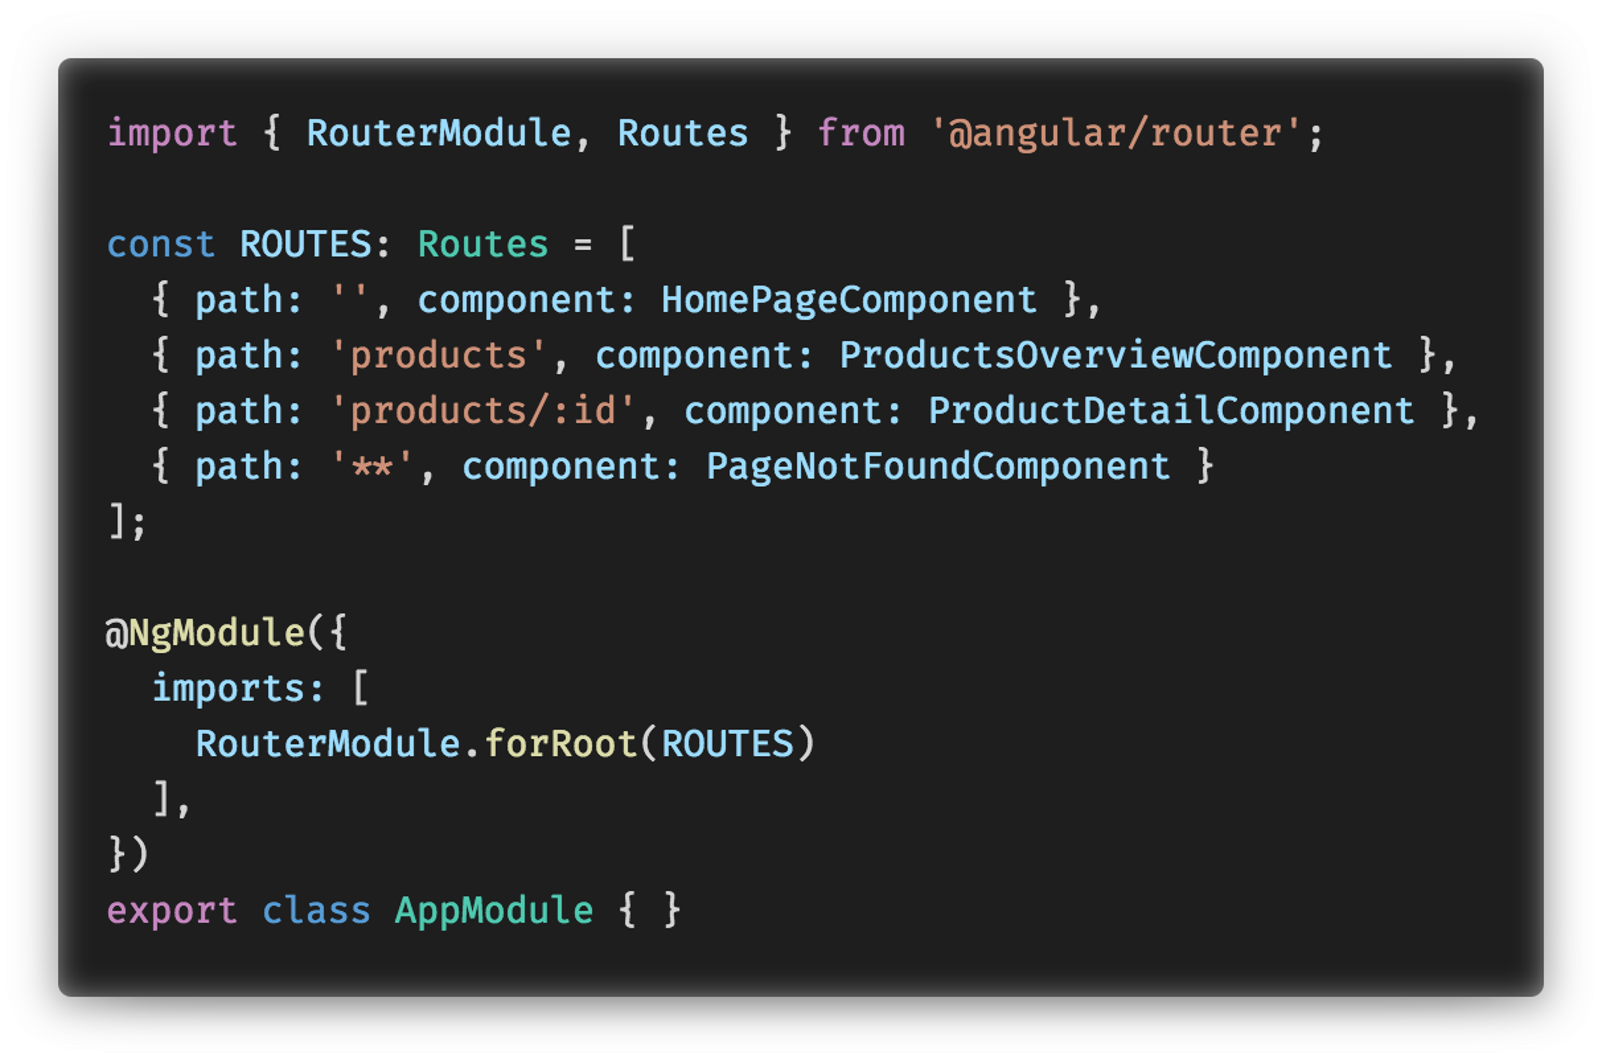 import { RouterModule, Routes } from '@angular/router';
const ROUTES: Routes = [
  { path: '', component: HomePageComponent },
  { path: 'products', component: ProductsOverviewComponent },
  { path: 'products/:id', component: ProductDetailComponent },
  { path: '**', component: PageNotFoundComponent }
];
@NgModule({
  imports: [
    RouterModule.forRoot(ROUTES)
  ],
})
export class AppModule { }